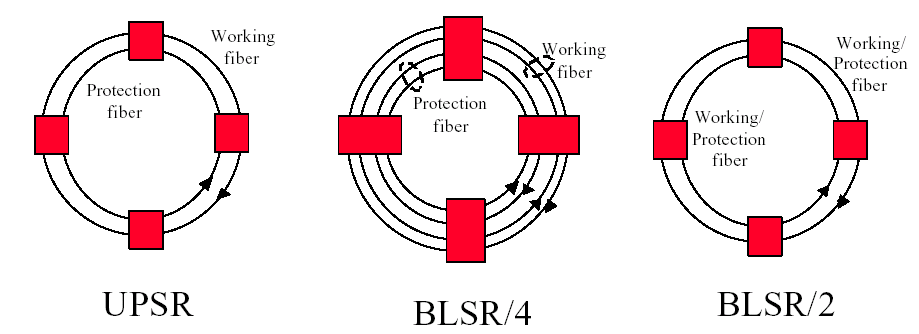 Working
fiber
Protection
fiber
UPSR
Working
fiber
Protection
fiber
BLSR/4
Working/
Protection
fiber
Working/
Protection
fiber
BLSR/2